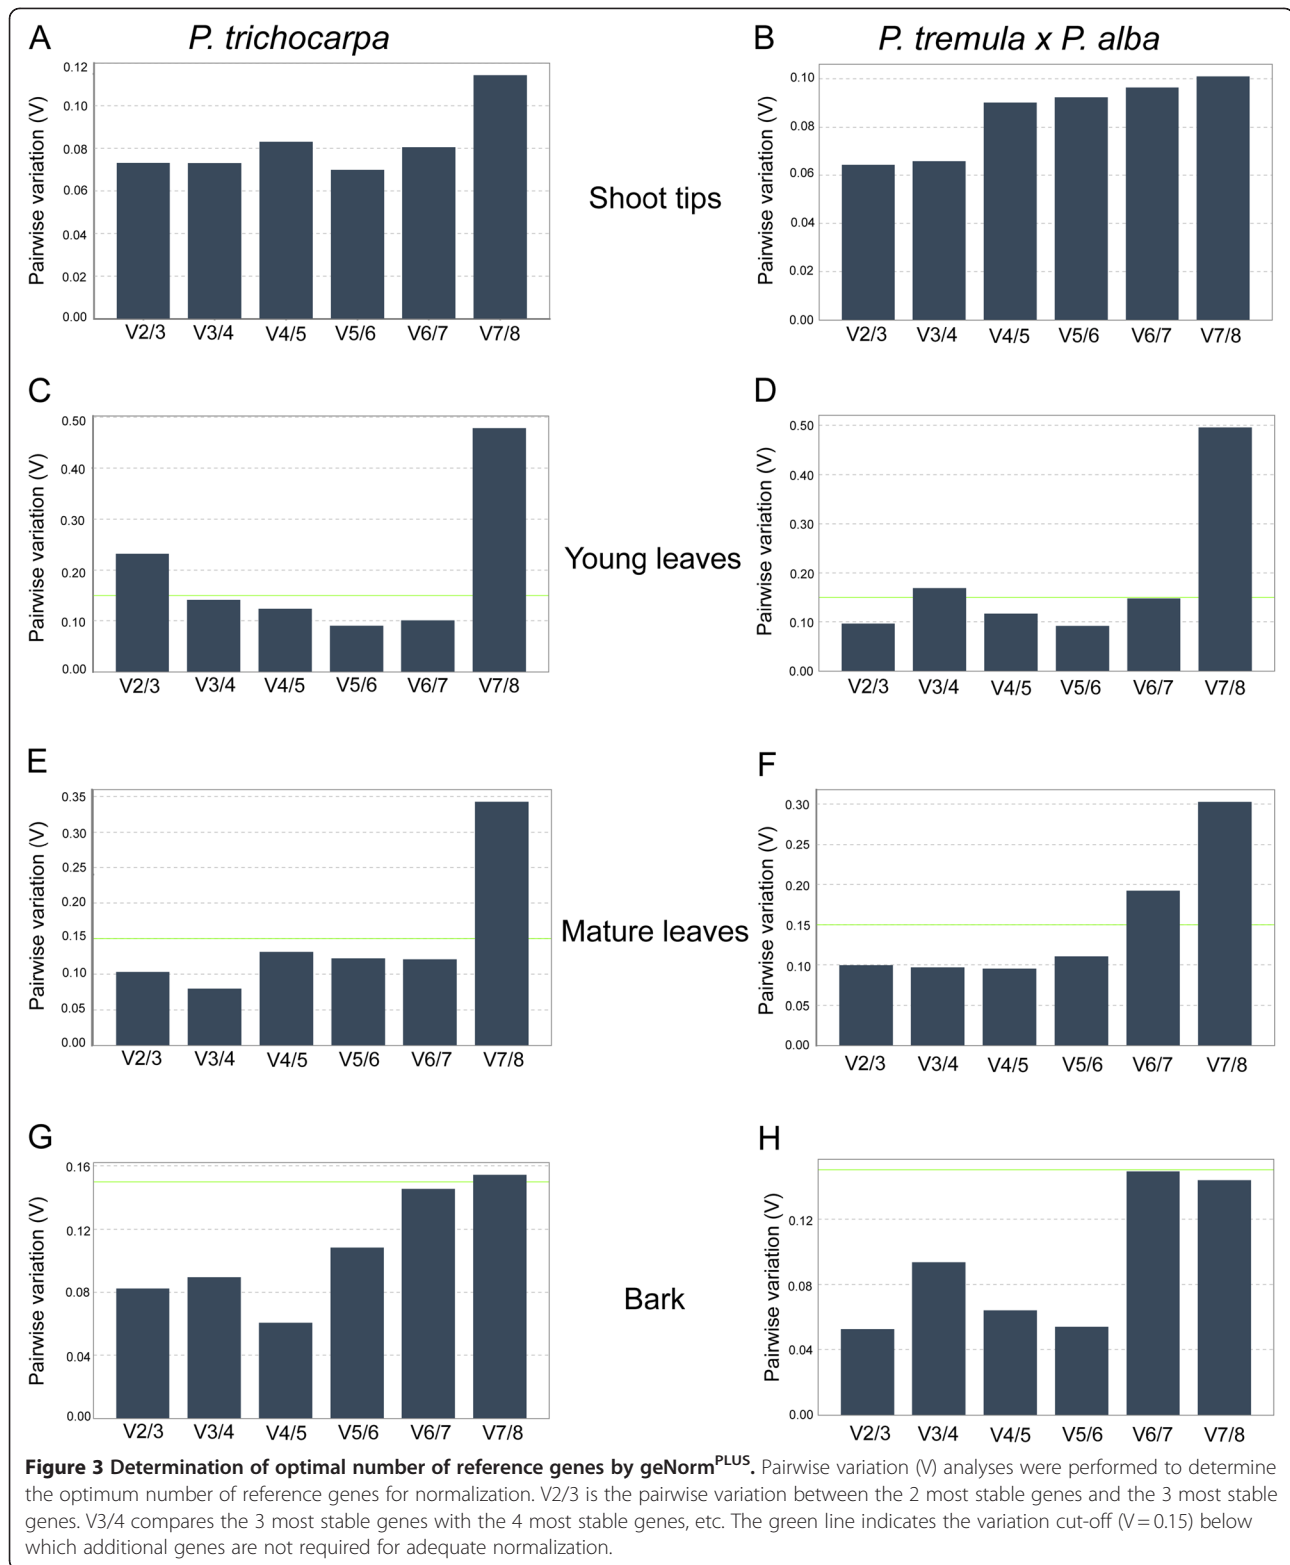 A
P. trichocarpa
B
P. tremula x P. alba
Pairwise variation (V)
0.12
0.10
0.08
0.06
0.04
0.02
0.00
V2/3 V3/4 V4/5 V5/6 V6/7 V7/8
Shoot tips
Pairwise variation (V)
0.10
0.08
0.06
0.04
0.02
0.00
V2/3 V3/4 V4/5 V5/6 V6/7 V7/8
C
Pairwise variation (V)
0.50
0.40
0.30
0.20
0.10
0.00
V2/3 V3/4 V4/5 V5/6 V6/7 V7/8
Young leaves
D
Pairwise variation (V)
0.50
0.40
0.30
0.20
0.10
0.00
V2/3 V3/4 V4/5 V5/6 V6/7 V7/8
E
Pairwise variation (V)
0.35
0.30
0.25
0.20
0.15
0.10
0.05
0.00
V2/3 V3/4 V4/5 V5/6 V6/7 V7/8
Mature leaves
F
Pairwise variation (V)
0.30
0.25
0.20
0.15
0.10
0.05
0.00
V2/3 V3/4 V4/5 V5/6 V6/7 V7/8
G
Pairwise variation (V)
0.16
0.12
0.08
0.04
0.00
V2/3 V3/4 V4/5 V5/6 V6/7 V7/8
Bark
H
Pairwise variation (V)
0.12
0.08
0.04
0.00
V2/3 V3/4 V4/5 V5/6 V6/7 V7/8
Figure 3 Determination of optimal number of reference genes by geNormPLUS. Pairwise variation (V) analyses were performed to determine
the optimum number of reference genes for normalization. V2/3 is the pairwise variation between the 2 most stable genes and the 3 most stable
genes. V3/4 compares the 3 most stable genes with the 4 most stable genes, etc. The green line indicates the variation cut-off (V = 0.15) below
which additional genes are not required for adequate normalization.